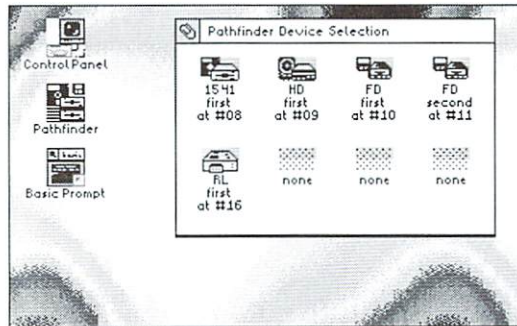 Control Panel
Pathfinder
Basic Prompt
Pathfinder Device Selection
1541
first
at #08
HD
first
at #09
FD
first
at #10
FD
second
at #11
RL
first
at #16
none
none
none